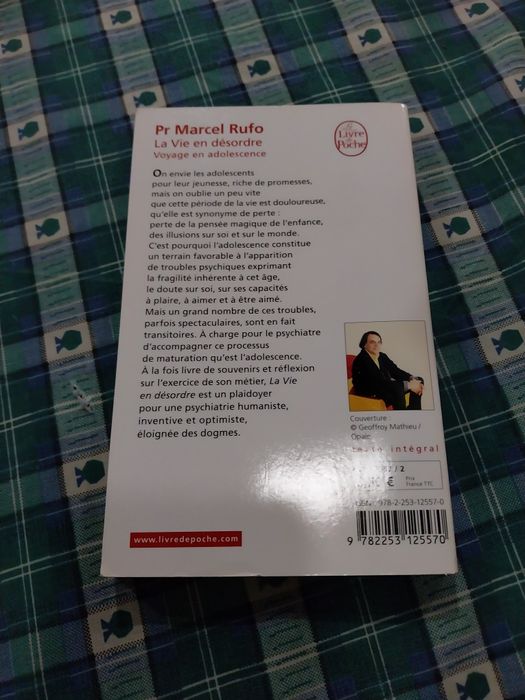 Pr Marcel Rufo
La Vie en désordre
Voyage en adolescence
Le
Livre
de
Poche
On envie les adolescents
pour leur jeunesse, riche de promesses,
mais on oublie un peu vite
que cette période de la vie est douloureuse,
qu'elle est synonyme de perte :
perte de la pensée magique de l'enfance,
des illusions sur soi et sur le monde.
C'est pourquoi l'adolescence constitue
un terrain favorable à l'apparition
de troubles psychiques exprimant
la fragilité inhérente à cet âge,
le doute sur soi, sur ses capacités
à plaire, à aimer et à être aimé.
Mais un grand nombre de ces troubles,
parfois spectaculaires, sont en fait
transitoires. À charge pour le psychiatre
d'accompagner ce processus
de maturation qu'est l'adolescence.
À la fois livre de souvenirs et réflexion
sur l'exercice de son métier, La Vie
en désordre est un plaidoyer
pour une psychiatrie humaniste,
inventive et optimiste,
éloignée des dogmes.
Couverture :
© Geoffroy Mathieu /
Opale.
texte intégral
/ 2
€ Prix
France TTC
ISBN : 978-2-253-12557-0
9 782253 125570
www.livredepoche.com